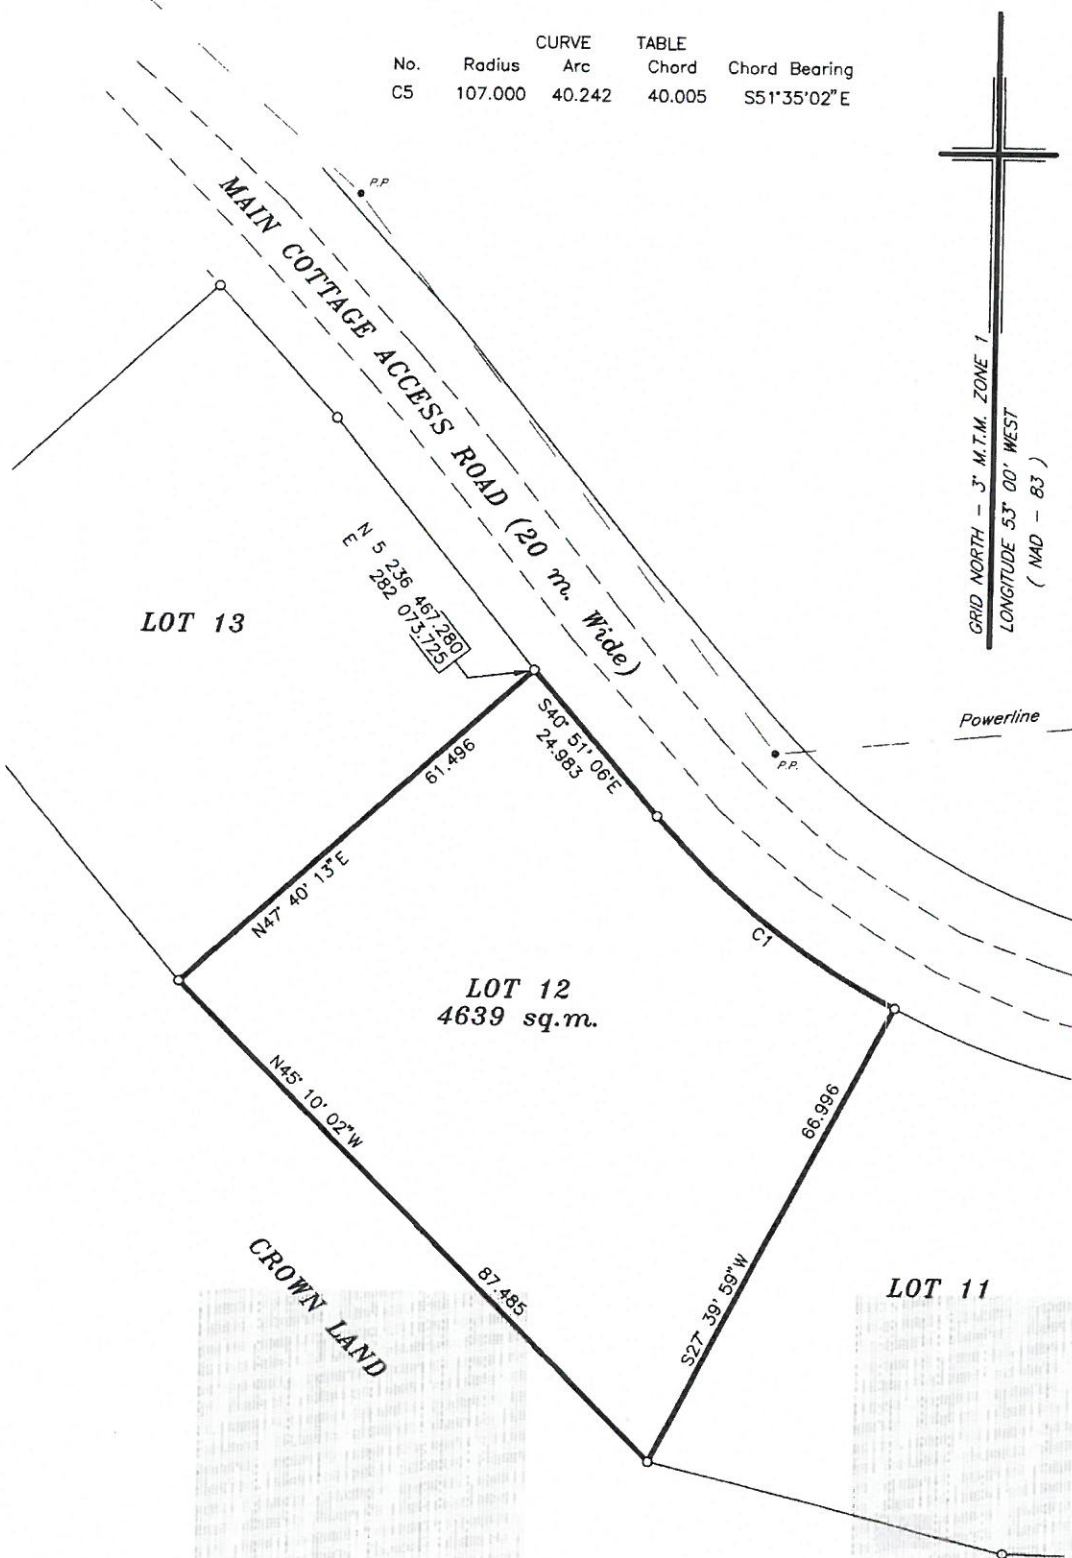 CURVE TABLE
No. Radius Arc Chord Chord Bearing
C5 107.000 40.242 40.005 S51°35'02"E
P.P
MAIN COTTAGE ACCESS ROAD (20 m. Wide)
GRID NORTH - 3° M.T.M. ZONE 1
LONGITUDE 53° 00' WEST
( NAD - 83 )
N 5 236 467.280
E 282 073.725
LOT 13
S40° 51' 06"E
24.983
Powerline
P.P.
61.496
N47° 40' 13"E
C1
LOT 12
4639 sq.m.
N45° 10' 02"W
66.996
87.485
S27° 39' 59"W
CROWN LAND
LOT 11